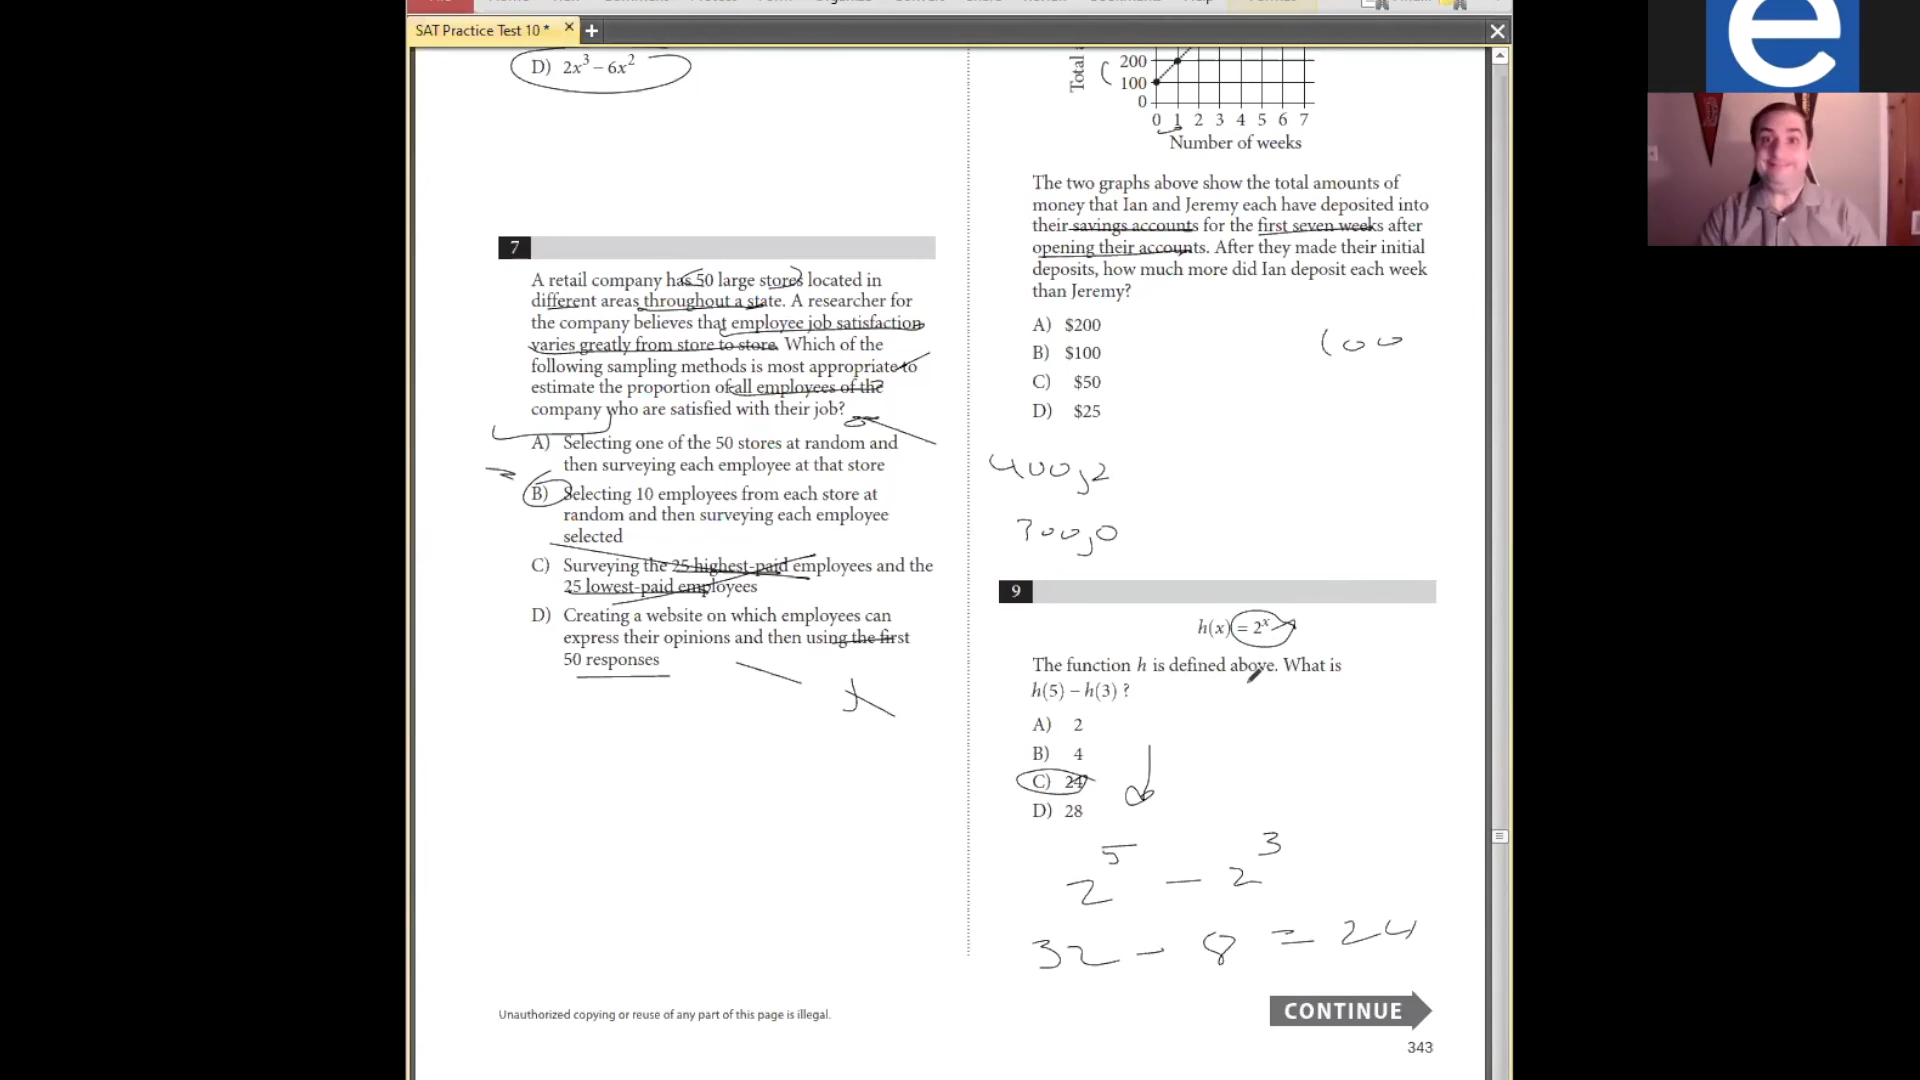 SAT Practice Test 10 *
D) 2x³ – 6x²
7
A retail company has 50 large stores located in
different areas throughout a state. A researcher for
the company believes that employee job satisfaction
varies greatly from store to store. Which of the
following sampling methods is most appropriate to
estimate the proportion of all employees of the
company who are satisfied with their job?
A) Selecting one of the 50 stores at random and
then surveying each employee at that store
B) Selecting 10 employees from each store at
random and then surveying each employee
selected
C) Surveying the 25 highest-paid employees and the
25 lowest-paid employees
D) Creating a website on which employees can
express their opinions and then using the first
50 responses
Total
200
100
0
0 1 2 3 4 5 6 7
Number of weeks
The two graphs above show the total amounts of
money that Ian and Jeremy each have deposited into
their savings accounts for the first seven weeks after
opening their accounts. After they made their initial
deposits, how much more did Ian deposit each week
than Jeremy?
A) $200
B) $100
C) $50
D) $25
100
400,2
300,0
9
h(x) = 2ˣ
The function h is defined above. What is
h(5) – h(3) ?
A) 2
B) 4
C) 24
D) 28
2⁵ – 2³
32 – 8 = 24
Unauthorized copying or reuse of any part of this page is illegal.
CONTINUE
343
e